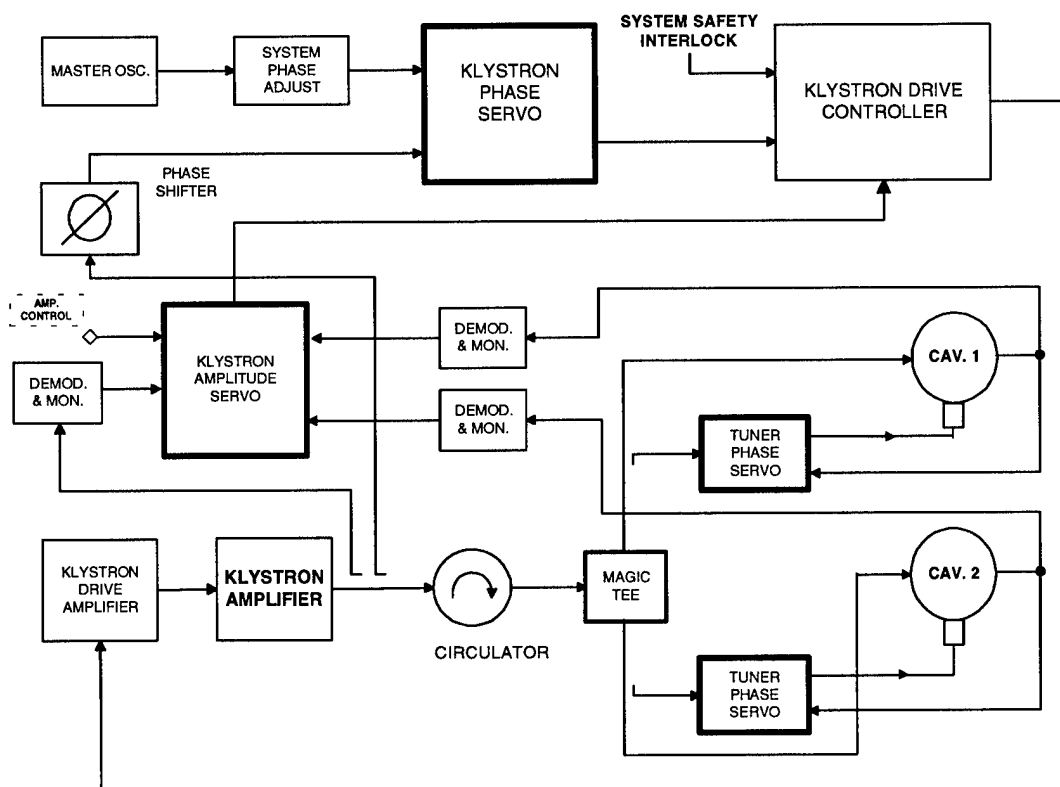 MASTER OSC.
SYSTEM
PHASE
ADJUST
KLYSTRON
PHASE
SERVO
SYSTEM SAFETY
INTERLOCK
KLYSTRON DRIVE
CONTROLLER
PHASE
SHIFTER
AMP.
CONTROL
DEMOD.
& MON.
KLYSTRON
AMPLITUDE
SERVO
DEMOD.
& MON.
DEMOD.
& MON.
CAV. 1
TUNER
PHASE
SERVO
KLYSTRON
DRIVE
AMPLIFIER
KLYSTRON
AMPLIFIER
CIRCULATOR
MAGIC
TEE
CAV. 2
TUNER
PHASE
SERVO